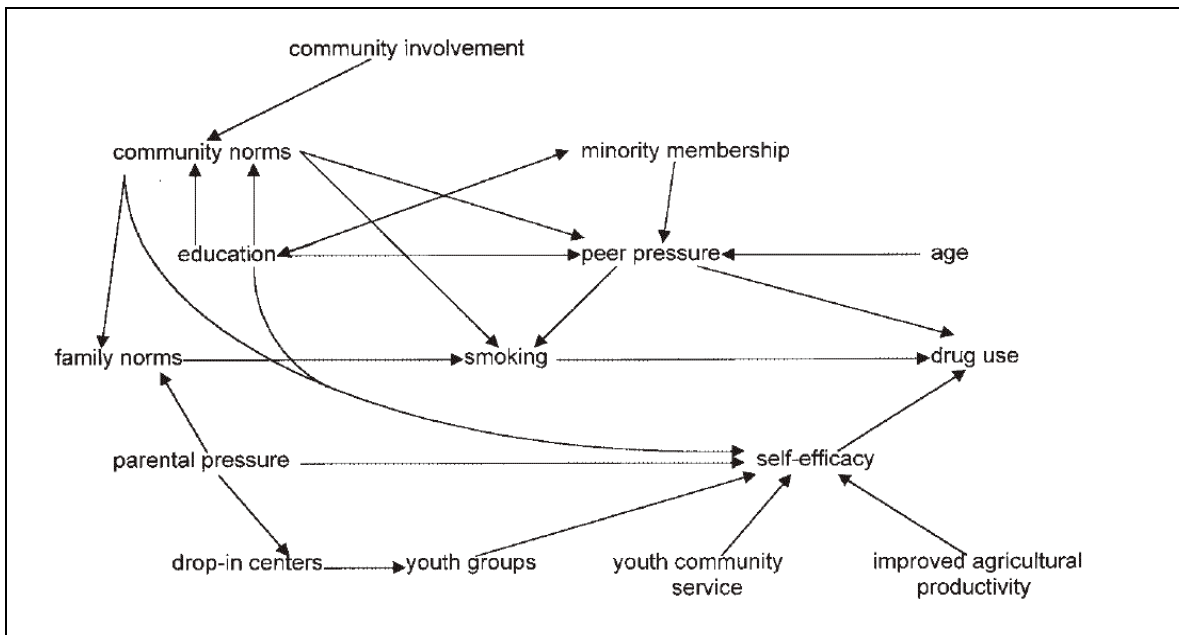 community involvement
community norms
minority membership
education
peer pressure
age
family norms
smoking
drug use
parental pressure
self-efficacy
drop-in centers
youth groups
youth community
service
improved agricultural
productivity